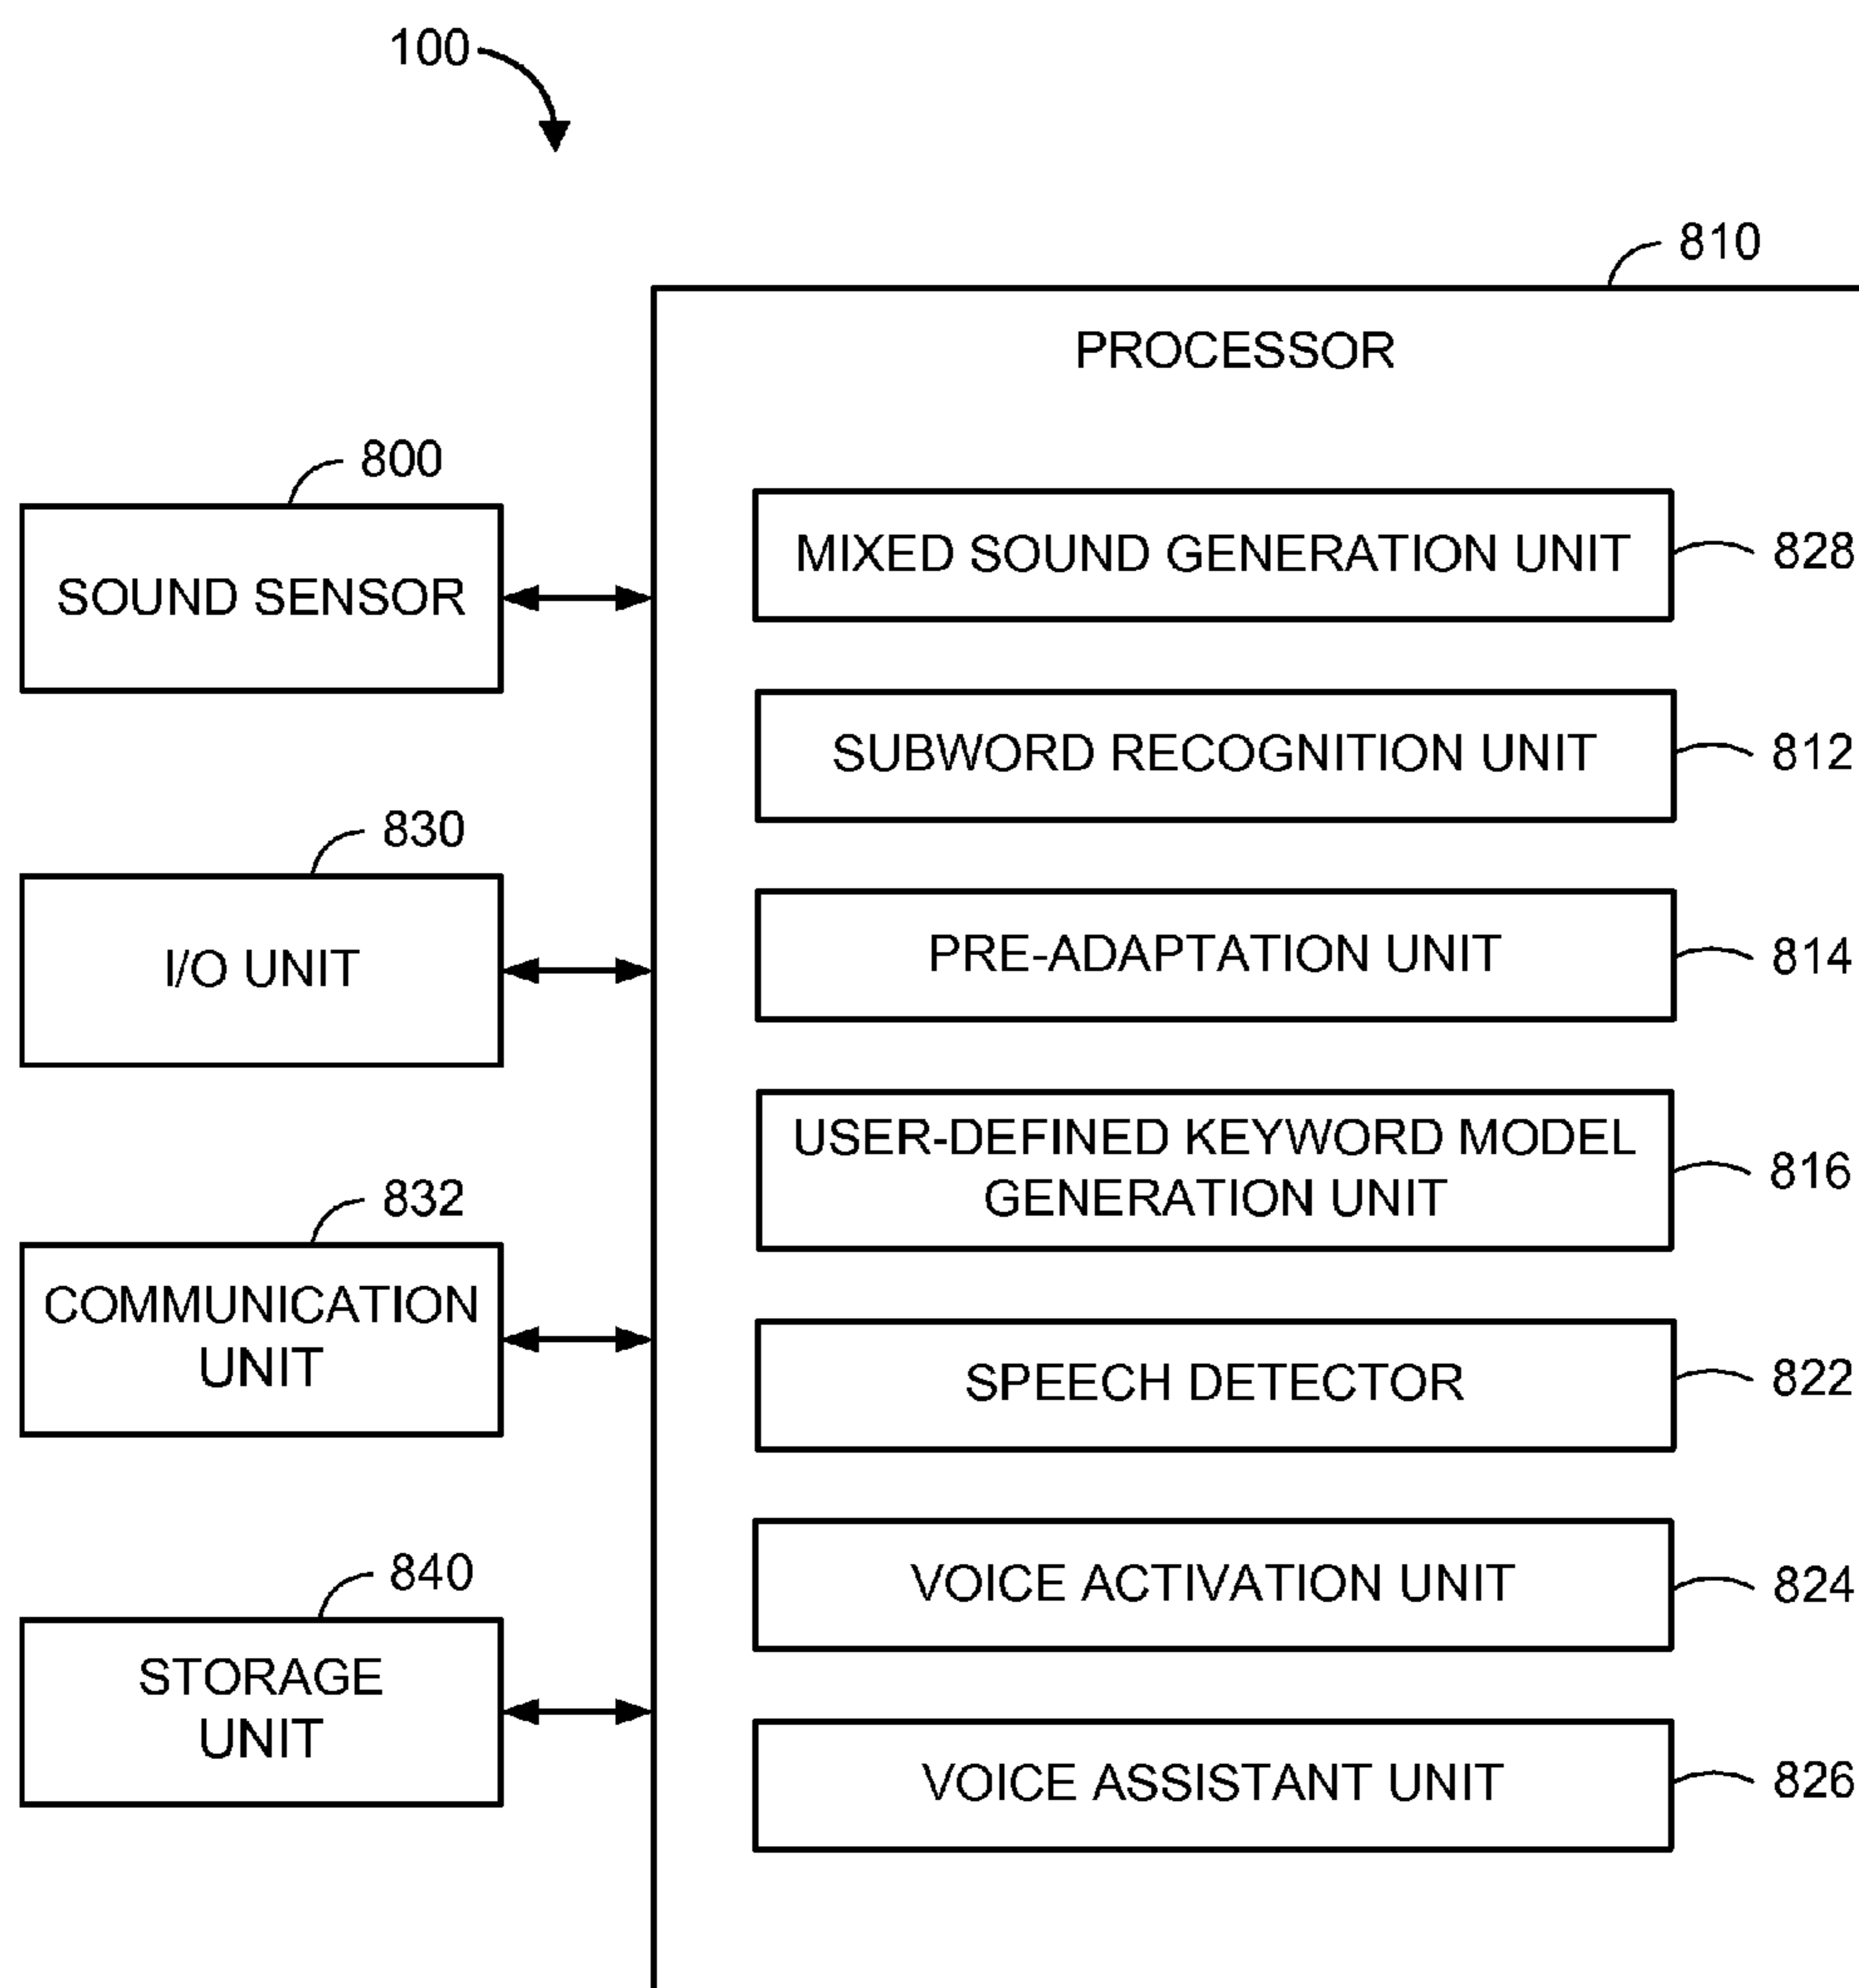 100
810
PROCESSOR
800
SOUND SENSOR
830
I/O UNIT
832
COMMUNICATION
UNIT
840
STORAGE
UNIT
MIXED SOUND GENERATION UNIT
828
SUBWORD RECOGNITION UNIT
812
PRE-ADAPTATION UNIT
814
USER-DEFINED KEYWORD MODEL
GENERATION UNIT
816
SPEECH DETECTOR
822
VOICE ACTIVATION UNIT
824
VOICE ASSISTANT UNIT
826